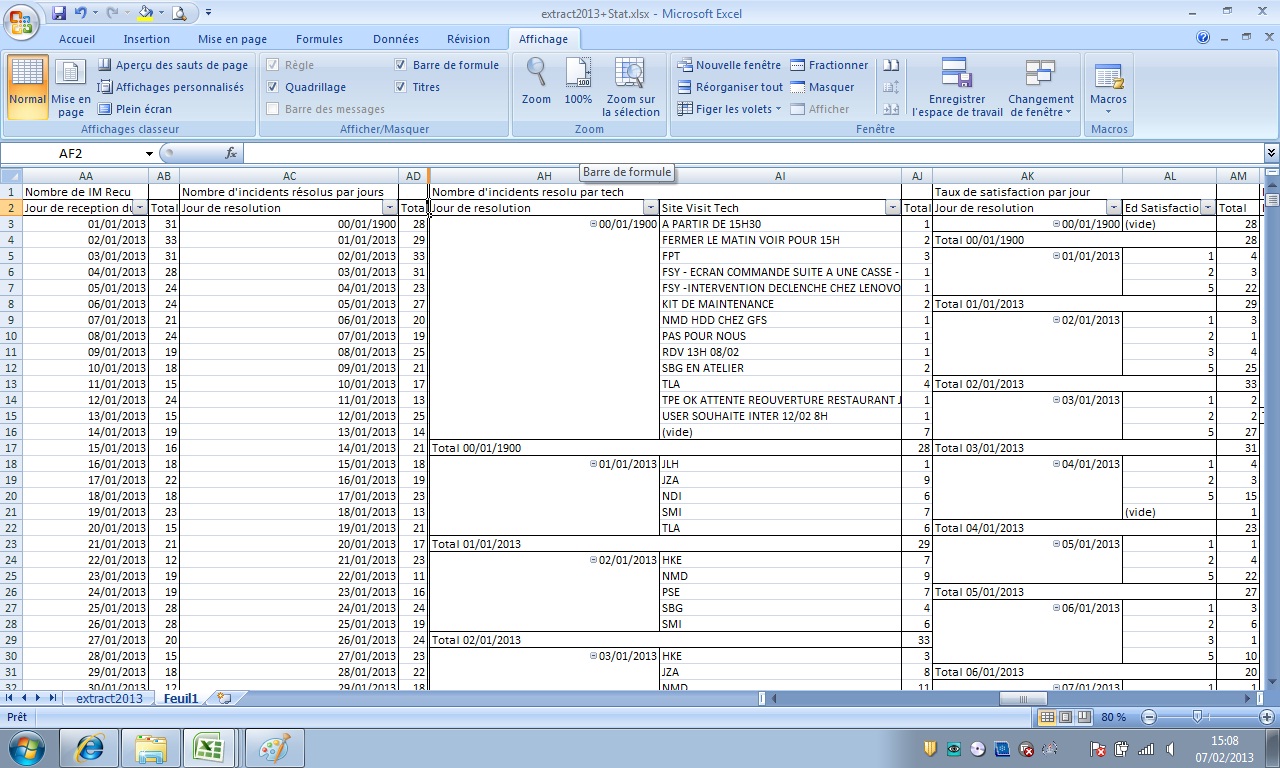 extract2013+Stat.xlsx - Microsoft Excel
Accueil Insertion Mise en page Formules Données Révision Affichage
Normal Mise en page Aperçu des sauts de page Affichages personnalisés Plein écran
Règle Barre de formule Quadrillage Titres Barre des messages
Zoom 100% Zoom sur la sélection
Nouvelle fenêtre Fractionner Réorganiser tout Masquer Figer les volets Afficher
Enregistrer l'espace de travail Changement de fenêtre Macros
Affichages classeur Afficher/Masquer Zoom Fenêtre Macros
AF2 fx
Barre de formule
AA AB AC AD AH AI AJ AK AL AM
1 Nombre de IM Recu Nombre d'incidents résolus par jours Nombre d'incidents resolu par tech Taux de satisfaction par jour
2 Jour de reception du Total Jour de resolution Total Jour de resolution Site Visit Tech Total Jour de resolution Ed Satisfactio Total
3 01/01/2013 31 00/01/1900 28 00/01/1900 A PARTIR DE 15H30 1 00/01/1900 (vide) 28
4 02/01/2013 33 01/01/2013 29 FERMER LE MATIN VOIR POUR 15H 2 Total 00/01/1900 28
5 03/01/2013 31 02/01/2013 33 FPT 3 01/01/2013 1 4
6 04/01/2013 28 03/01/2013 31 FSY - ECRAN COMMANDE SUITE A UNE CASSE - 1 2 3
7 05/01/2013 24 04/01/2013 23 FSY -INTERVENTION DECLENCHE CHEZ LENOVO 1 5 22
8 06/01/2013 24 05/01/2013 27 KIT DE MAINTENANCE 2 Total 01/01/2013 29
9 07/01/2013 21 06/01/2013 20 NMD HDD CHEZ GFS 1 02/01/2013 1 3
10 08/01/2013 24 07/01/2013 19 PAS POUR NOUS 1 2 1
11 09/01/2013 19 08/01/2013 25 RDV 13H 08/02 1 3 4
12 10/01/2013 18 09/01/2013 21 SBG EN ATELIER 2 5 25
13 11/01/2013 15 10/01/2013 17 TLA 4 Total 02/01/2013 33
14 12/01/2013 24 11/01/2013 13 TPE OK ATTENTE REOUVERTURE RESTAURANT J 1 03/01/2013 1 2
15 13/01/2013 15 12/01/2013 25 USER SOUHAITE INTER 12/02 8H 1 2 2
16 14/01/2013 19 13/01/2013 14 (vide) 7 5 27
17 15/01/2013 16 14/01/2013 21 Total 00/01/1900 28 Total 03/01/2013 31
18 16/01/2013 18 15/01/2013 18 01/01/2013 JLH 1 04/01/2013 1 4
19 17/01/2013 22 16/01/2013 19 JZA 9 2 3
20 18/01/2013 18 17/01/2013 23 NDI 6 5 15
21 19/01/2013 23 18/01/2013 13 SMI 7 (vide) 1
22 20/01/2013 15 19/01/2013 21 TLA 6 Total 04/01/2013 23
23 21/01/2013 21 20/01/2013 17 Total 01/01/2013 29 05/01/2013 1 1
24 22/01/2013 12 21/01/2013 23 02/01/2013 HKE 7 2 4
25 23/01/2013 19 22/01/2013 11 NMD 9 5 22
26 24/01/2013 19 23/01/2013 16 PSE 7 Total 05/01/2013 27
27 25/01/2013 28 24/01/2013 24 SBG 4 06/01/2013 1 3
28 26/01/2013 28 25/01/2013 19 SMI 6 2 6
29 27/01/2013 20 26/01/2013 24 Total 02/01/2013 33 3 1
30 28/01/2013 15 27/01/2013 23 03/01/2013 HKE 3 5 10
31 29/01/2013 18 28/01/2013 22 JZA 8 Total 06/01/2013 20
32 30/01/2013 12 29/01/2013 18 NMD 11 07/01/2013 1 1
extract2013 Feuil1
Prêt 80 %
15:08
07/02/2013